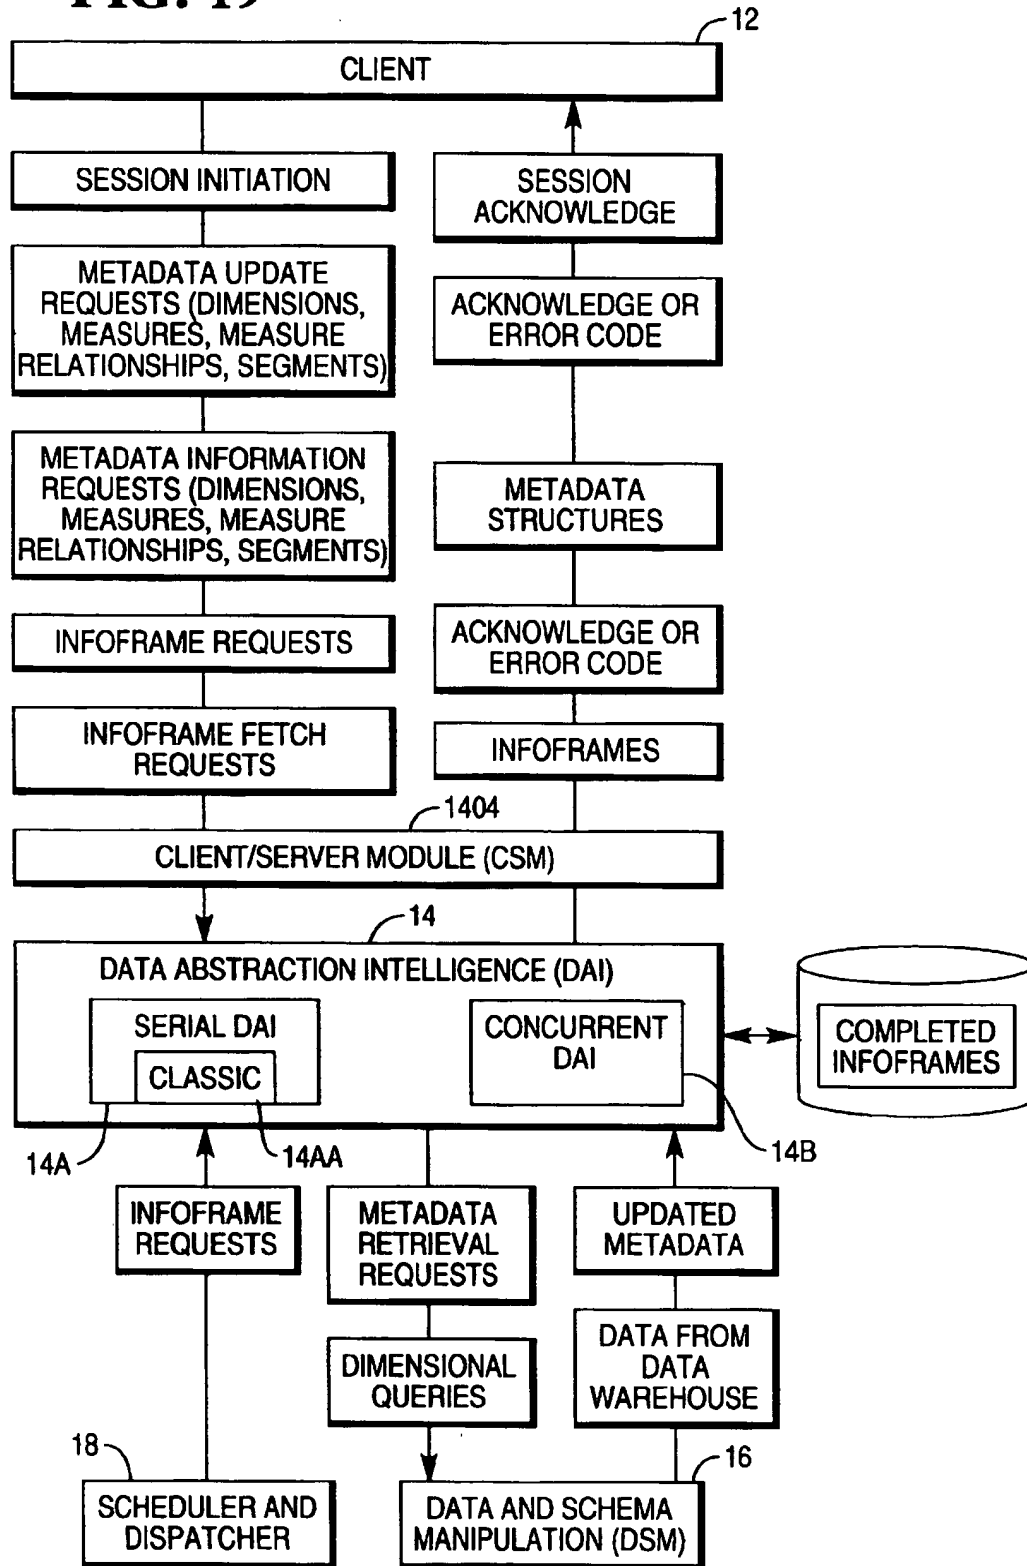 FIG. 19
12
CLIENT
SESSION INITIATION
SESSION
ACKNOWLEDGE
METADATA UPDATE
REQUESTS (DIMENSIONS,
MEASURES, MEASURE
RELATIONSHIPS, SEGMENTS)
ACKNOWLEDGE OR
ERROR CODE
METADATA INFORMATION
REQUESTS (DIMENSIONS,
MEASURES, MEASURE
RELATIONSHIPS, SEGMENTS)
METADATA
STRUCTURES
INFOFRAME REQUESTS
ACKNOWLEDGE OR
ERROR CODE
INFOFRAME FETCH
REQUESTS
INFOFRAMES
1404
CLIENT/SERVER MODULE (CSM)
14
DATA ABSTRACTION INTELLIGENCE (DAI)
SERIAL DAI
CLASSIC
CONCURRENT
DAI
COMPLETED
INFOFRAMES
14A
14AA
14B
INFOFRAME
REQUESTS
METADATA
RETRIEVAL
REQUESTS
UPDATED
METADATA
DIMENSIONAL
QUERIES
DATA FROM
DATA
WAREHOUSE
18
SCHEDULER AND
DISPATCHER
16
DATA AND SCHEMA
MANIPULATION (DSM)